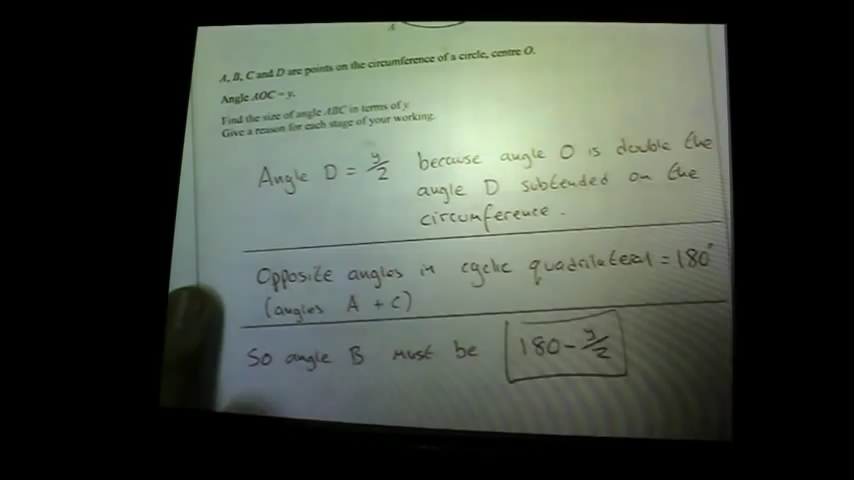 A
A, B, C and D are points on the circumference of a circle, centre O.
Angle AOC = y.
Find the size of angle ABC in terms of y
Give a reason for each stage of your working.
Angle D = y/2 because angle O is double the
angle D subtended on the
circumference.
Opposite angles in cyclic quadrilateral = 180°
(angles A + C)
So angle B must be 180 - y/2